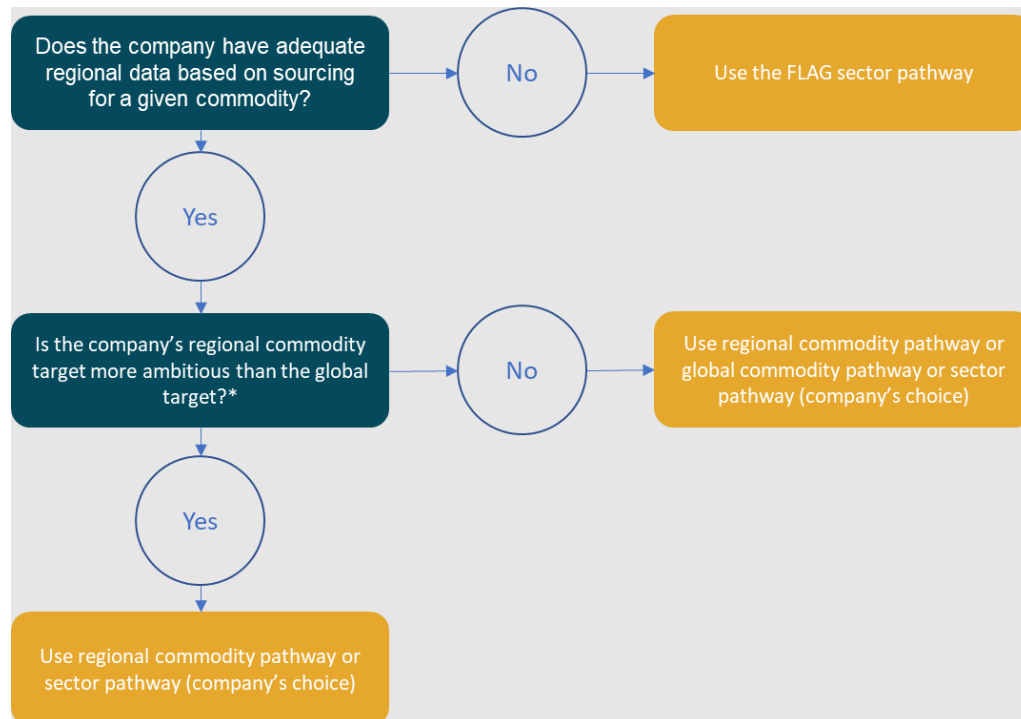 Does the company have adequate
regional data based on sourcing
for a given commodity?
No
Use the FLAG sector pathway
Yes
Is the company’s regional commodity
target more ambitious than the global
target?*
No
Use regional commodity pathway or
global commodity pathway or sector
pathway (company’s choice)
Yes
Use regional commodity pathway or
sector pathway (company’s choice)